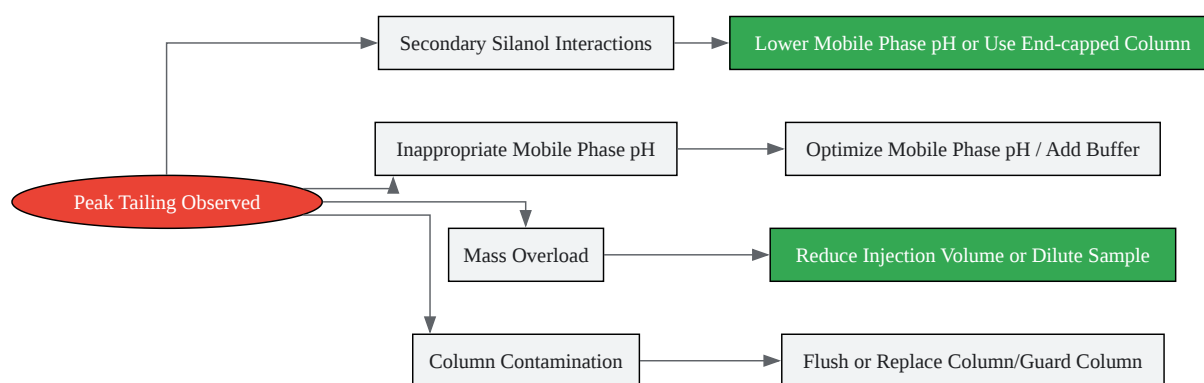 Secondary Silanol Interactions
Lower Mobile Phase pH or Use End-capped Column
Inappropriate Mobile Phase pH
Optimize Mobile Phase pH / Add Buffer
Peak Tailing Observed
Mass Overload
Reduce Injection Volume or Dilute Sample
Column Contamination
Flush or Replace Column/Guard Column